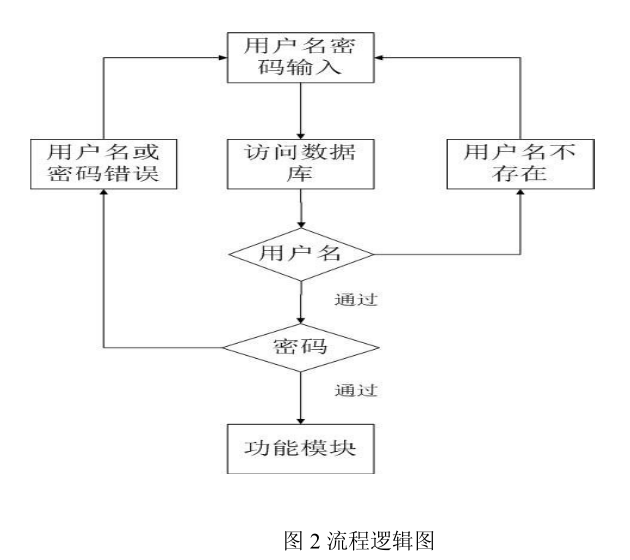 用户名密
码输入
用户名或
密码错误
访问数据
库
用户名不
存在
用户名
通过
密码
通过
功能模块
图 2 流程逻辑图